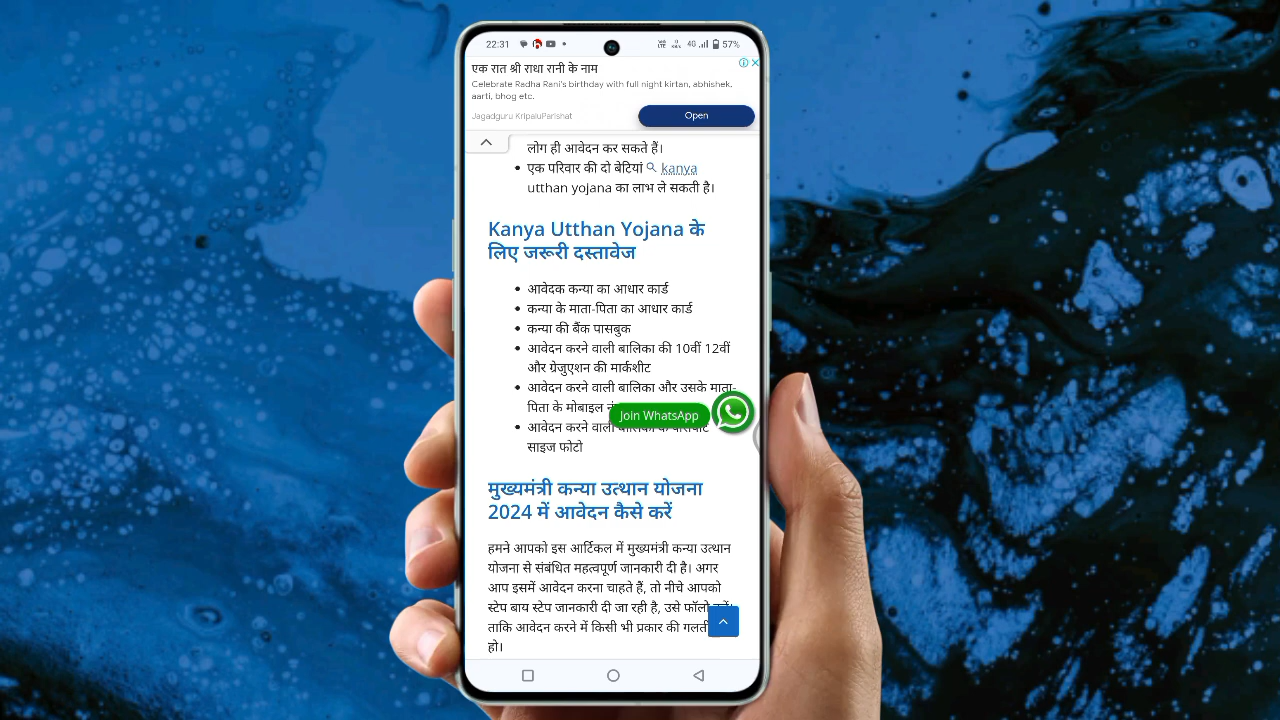 22:31
4G 57%
एक रात श्री राधा रानी के नाम
Celebrate Radha Rani's birthday with full night kirtan, abhishek,
aarti, bhog etc.
Jagadguru KripaluParishat
Open
लोग ही आवेदन कर सकते हैं।
• एक परिवार की दो बेटियां kanya
utthan yojana का लाभ ले सकती है।
Kanya Utthan Yojana के
लिए जरूरी दस्तावेज
• आवेदक कन्या का आधार कार्ड
• कन्या के माता-पिता का आधार कार्ड
• कन्या की बैंक पासबुक
• आवेदन करने वाली बालिका की 10वीं 12वीं
और ग्रेजुएशन की मार्कशीट
• आवेदन करने वाली बालिका और उसके माता-
पिता के मोबाइल
Join WhatsApp
• आवेदन करने वाली
साइज फोटो
मुख्यमंत्री कन्या उत्थान योजना
2024 में आवेदन कैसे करें
हमने आपको इस आर्टिकल में मुख्यमंत्री कन्या उत्थान
योजना से संबंधित महत्वपूर्ण जानकारी दी है। अगर
आप इसमें आवेदन करना चाहते हैं, तो नीचे आपको
स्टेप बाय स्टेप जानकारी दी जा रही है, उसे फॉलो
ताकि आवेदन करने में किसी भी प्रकार की
हो।